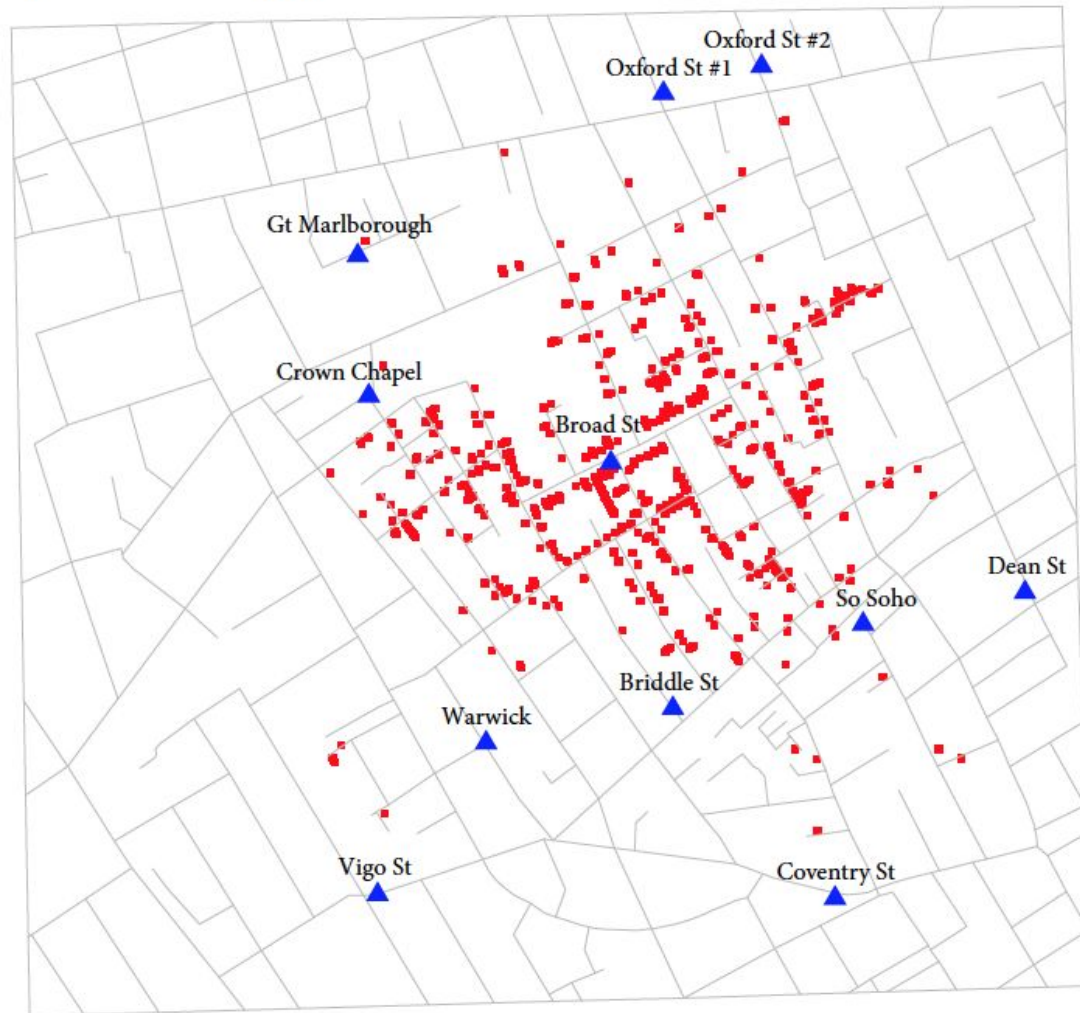 Oxford St #2
Oxford St #1
Gt Marlborough
Crown Chapel
Broad St
Dean St
So Soho
Briddle St
Warwick
Vigo St
Coventry St